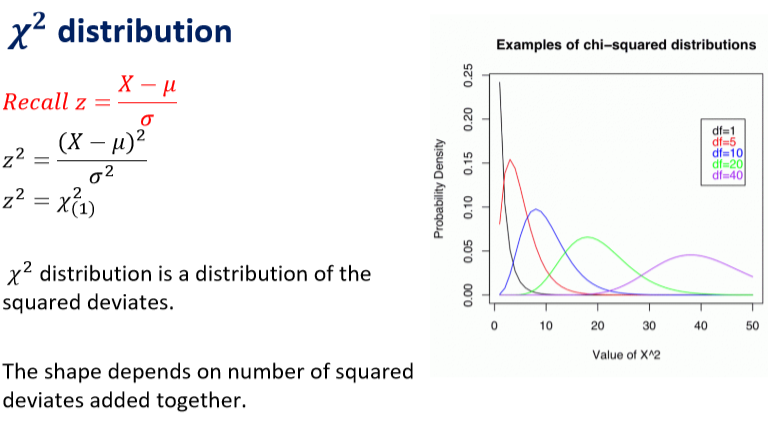 χ² distribution
Recall z = (X − μ) / σ
z² = (X − μ)² / σ²
z² = χ²₍₁₎
χ² distribution is a distribution of the
squared deviates.
The shape depends on number of squared
deviates added together.
Examples of chi−squared distributions
Probability Density
0.25
0.20
0.15
0.10
0.05
0.00
df=1
df=5
df=10
df=20
df=40
0 10 20 30 40 50
Value of X^2